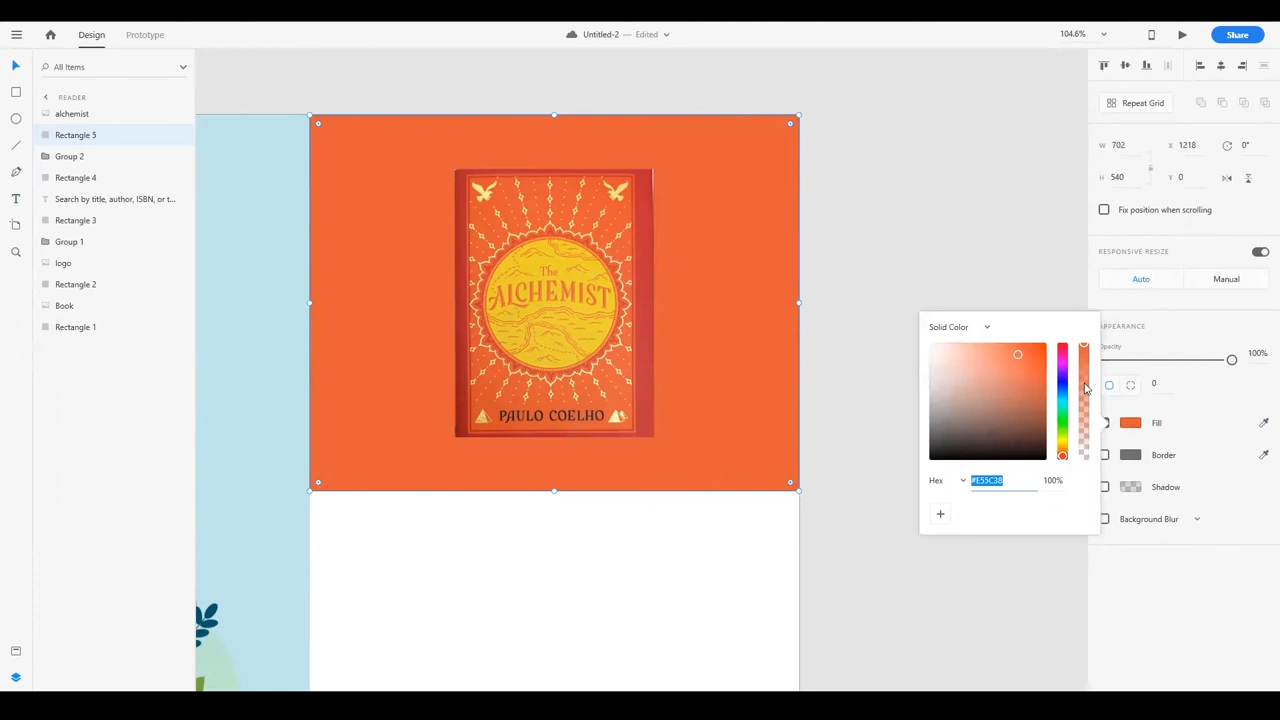 Design
Prototype
Untitled-2 — Edited
104.6%
Share
All Items
READER
alchemist
Rectangle 5
Group 2
Rectangle 4
Search by title, author, ISBN, or t...
Rectangle 3
Group 1
logo
Rectangle 2
Book
Rectangle 1
The
ALCHEMIST
PAULO COELHO
Solid Color
Hex
#E55C38
100%
Repeat Grid
W 702
X 1218
0°
H 540
Y 0
Fix position when scrolling
RESPONSIVE RESIZE
Auto
Manual
APPEARANCE
Opacity
100%
0
Fill
Border
Shadow
Background Blur